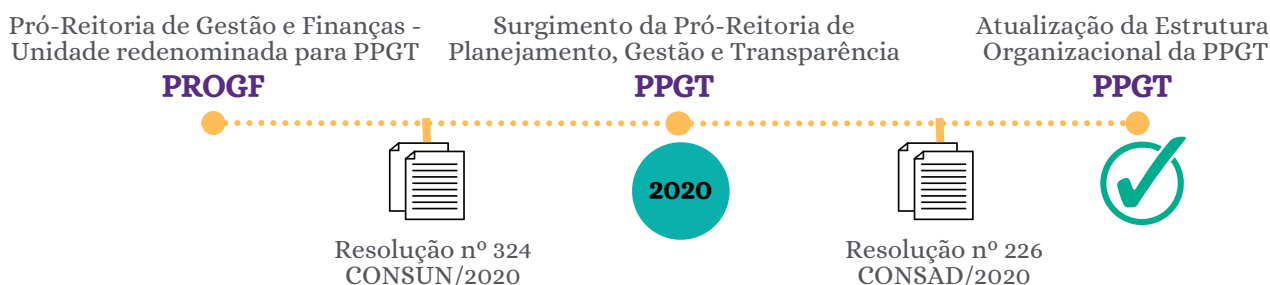 Pró-Reitoria de Gestão e Finanças -
Unidade redenominada para PPGT
PROGF
Surgimento da Pró-Reitoria de
Planejamento, Gestão e Transparência
PPGT
Atualização da Estrutura
Organizacional da PPGT
PPGT
2020
Resolução nº 324
CONSUN/2020
Resolução nº 226
CONSAD/2020